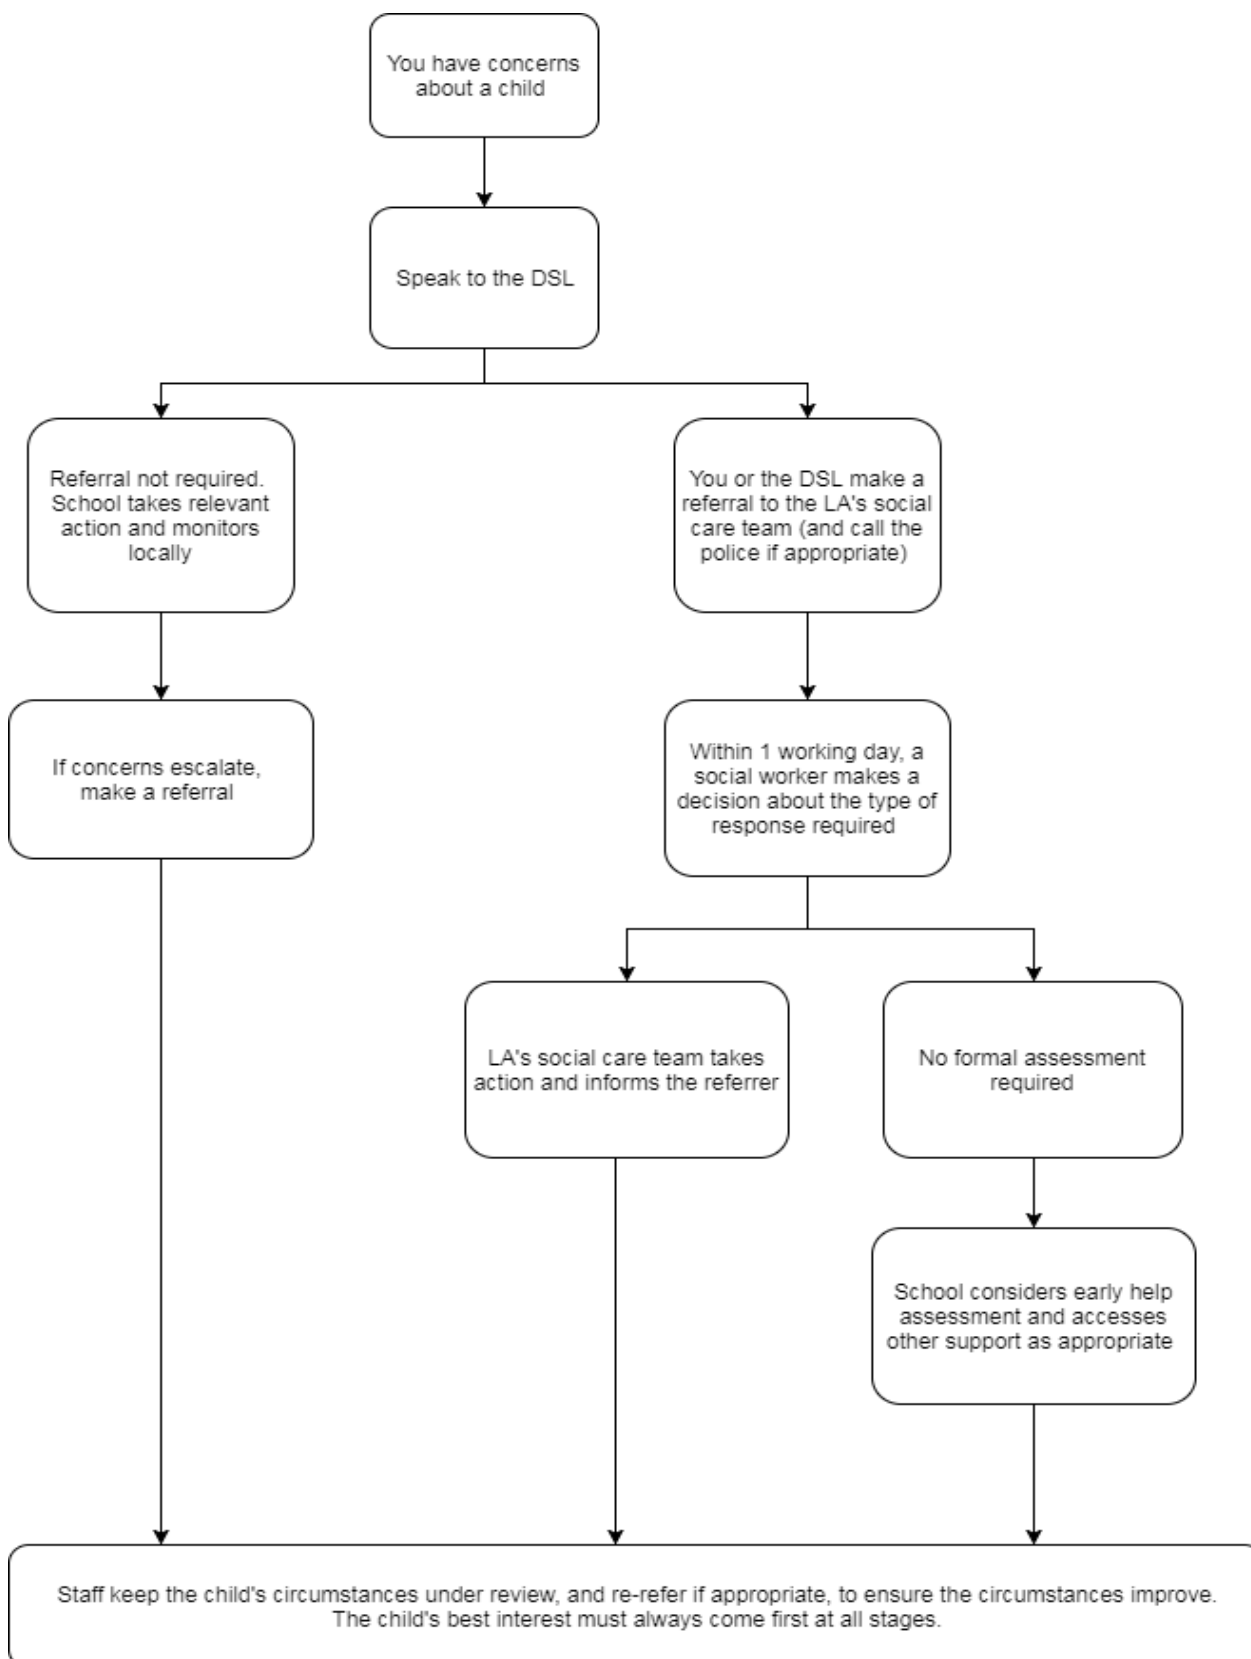 You have concerns
about a child
Speak to the DSL
Referral not required.
School takes relevant
action and monitors
locally
You or the DSL make a
referral to the LA's social
care team (and call the
police if appropriate)
If concerns escalate,
make a referral
Within 1 working day, a
social worker makes a
decision about the type of
response required
LA's social care team takes
action and informs the referrer
No formal assessment
required
School considers early help
assessment and accesses
other support as appropriate
Staff keep the child's circumstances under review, and re-refer if appropriate, to ensure the circumstances improve.
The child's best interest must always come first at all stages.